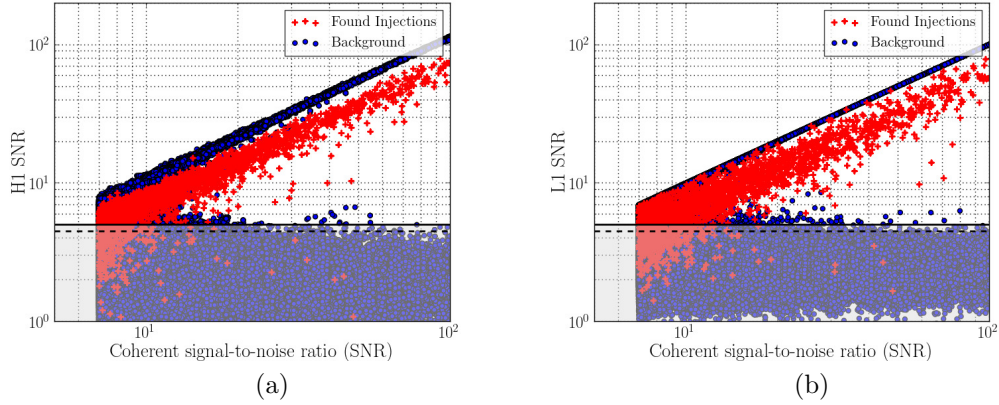 Found Injections
Background
10²
10¹
10⁰
H1 SNR
10¹
10²
Coherent signal-to-noise ratio (SNR)
(a)
Found Injections
Background
10²
10¹
10⁰
L1 SNR
10¹
10²
Coherent signal-to-noise ratio (SNR)
(b)